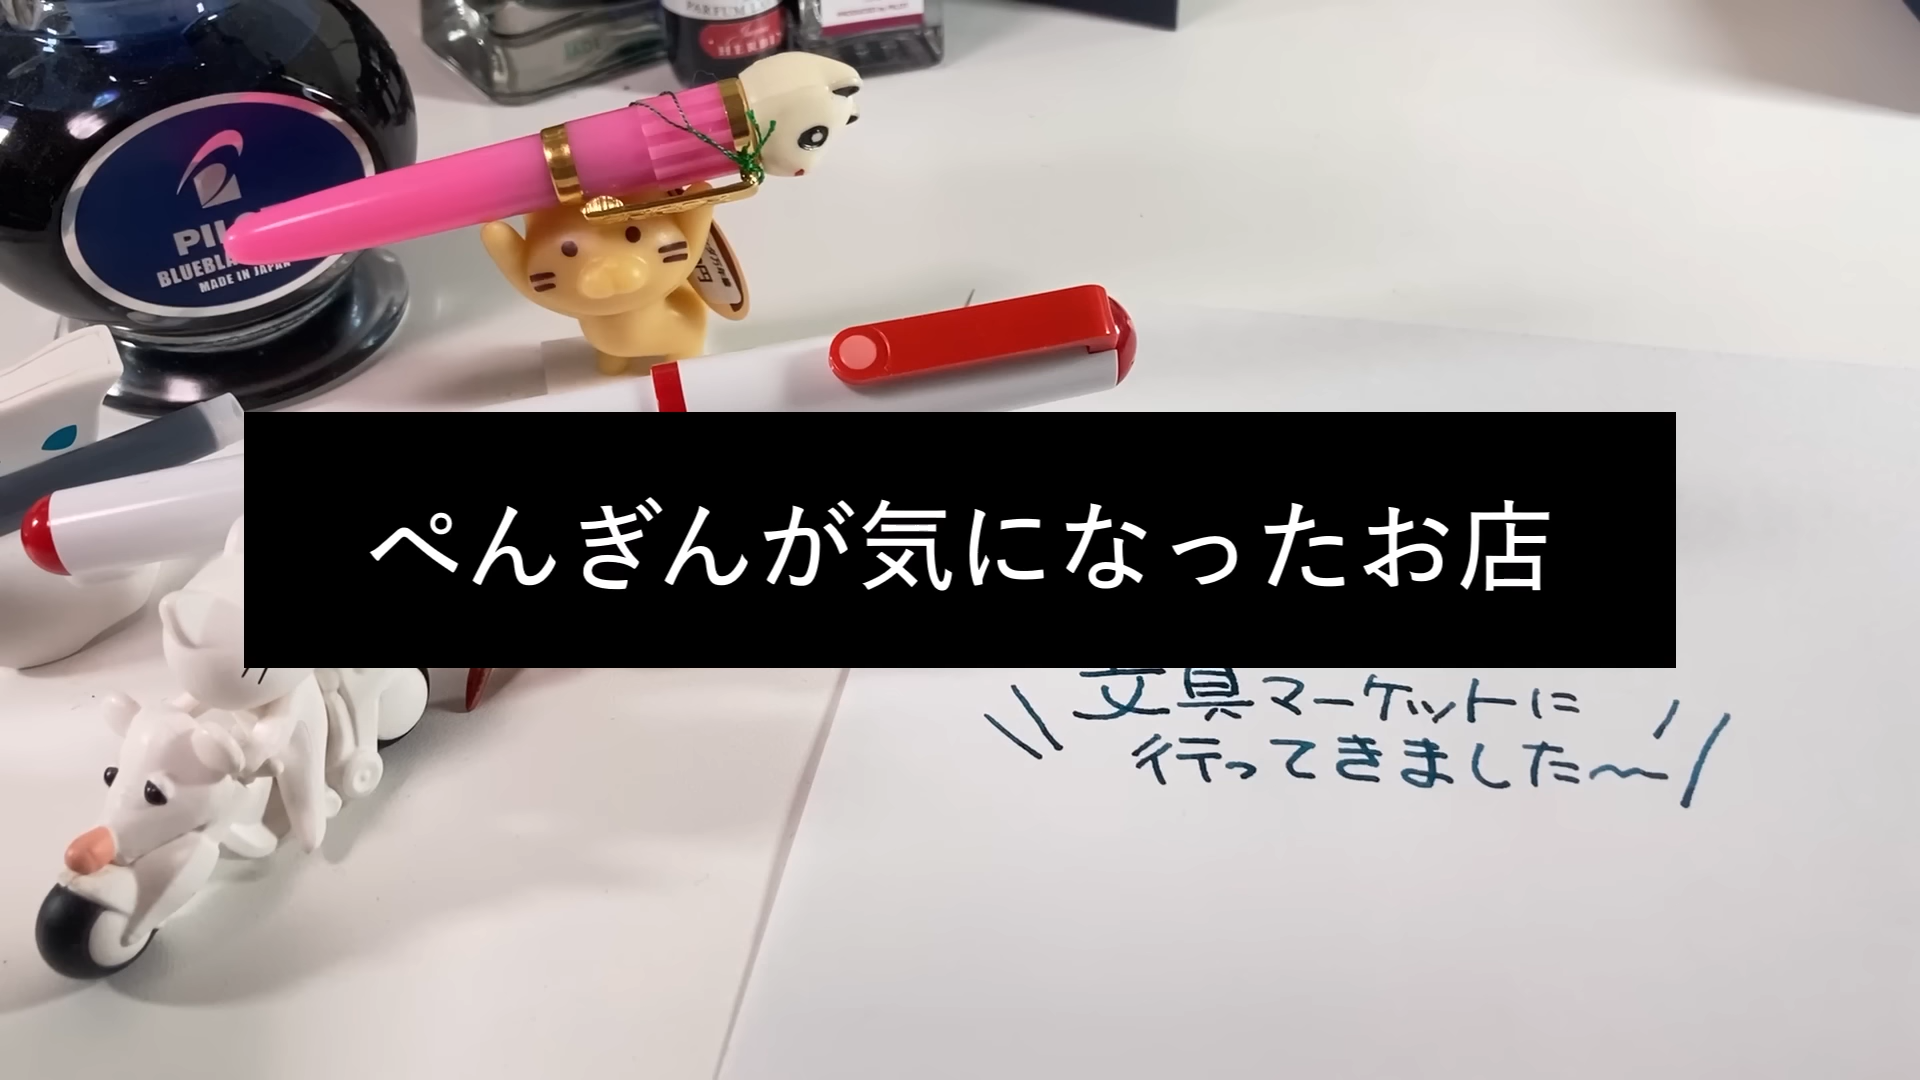 PARFUM
HERBI
PIL
BLUEBLA
MADE IN JAPAN
ぺんぎんが気になったお店
文具マーケットに
行ってきました～